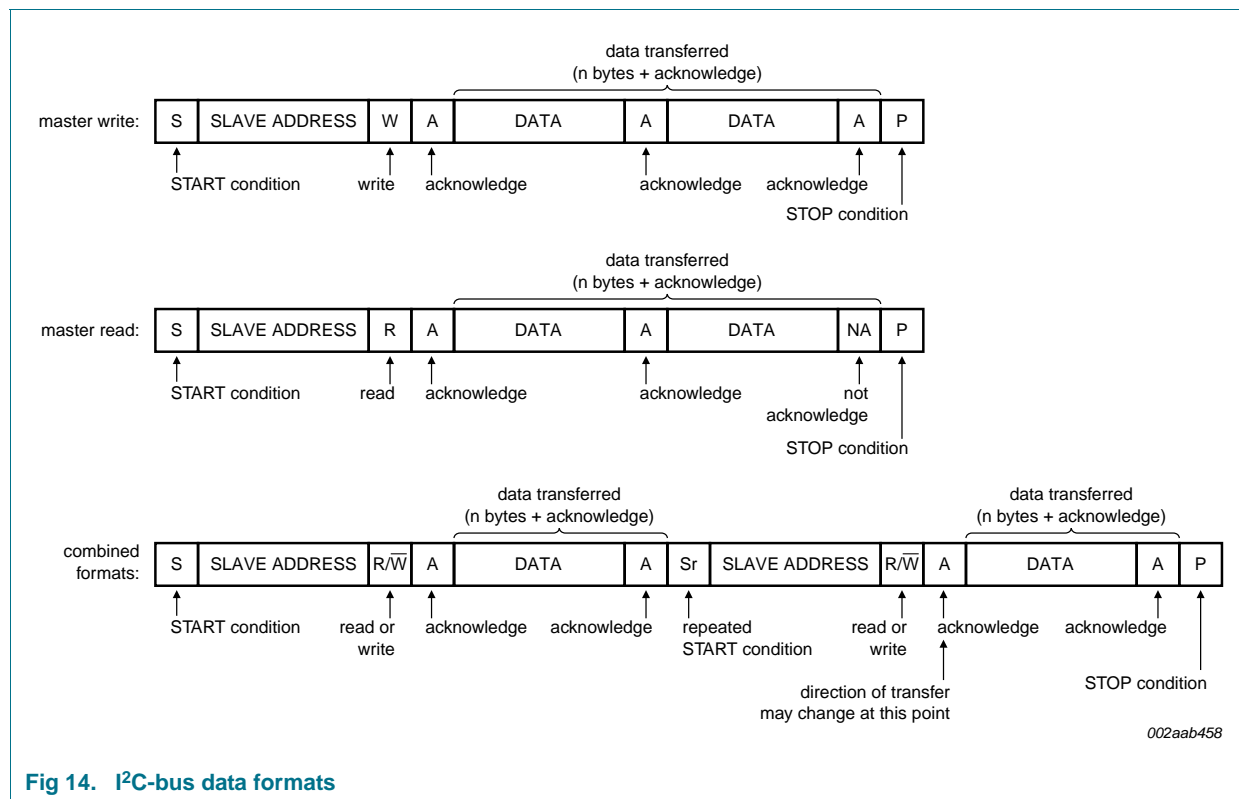 data transferred
(n bytes + acknowledge)
master write: S SLAVE ADDRESS W A DATA A DATA A P
START condition write acknowledge acknowledge acknowledge
STOP condition
data transferred
(n bytes + acknowledge)
master read: S SLAVE ADDRESS R A DATA A DATA NA P
START condition read acknowledge acknowledge not
acknowledge
STOP condition
data transferred data transferred
(n bytes + acknowledge) (n bytes + acknowledge)
combined
formats: S SLAVE ADDRESS R/W̅ A DATA A Sr SLAVE ADDRESS R/W̅ A DATA A P
START condition read or acknowledge acknowledge repeated read or acknowledge acknowledge
write START condition write
direction of transfer STOP condition
may change at this point
002aab458
Fig 14. I²C-bus data formats